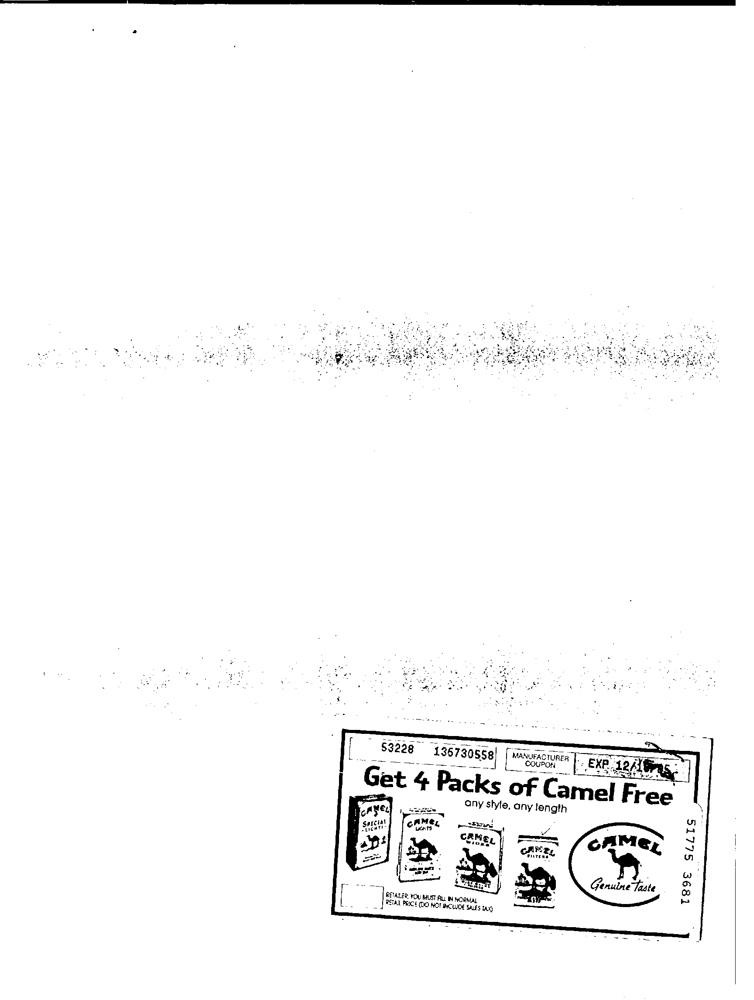 53228 136730558 MANUFACTURER COUPON EXP. 12/
Get 4 Packs of Camel Free
any style, any length
CAMEL SPECIAL LIGHTS
CAMEL LIGHTS
CAMEL WIDES
CAMEL FILTERS
CAMEL
Genuine Taste
RETAILER: YOU MUST FILL IN NORMAL
RETAIL PRICE (DO NOT INCLUDE SALES TAX)
51775 3681